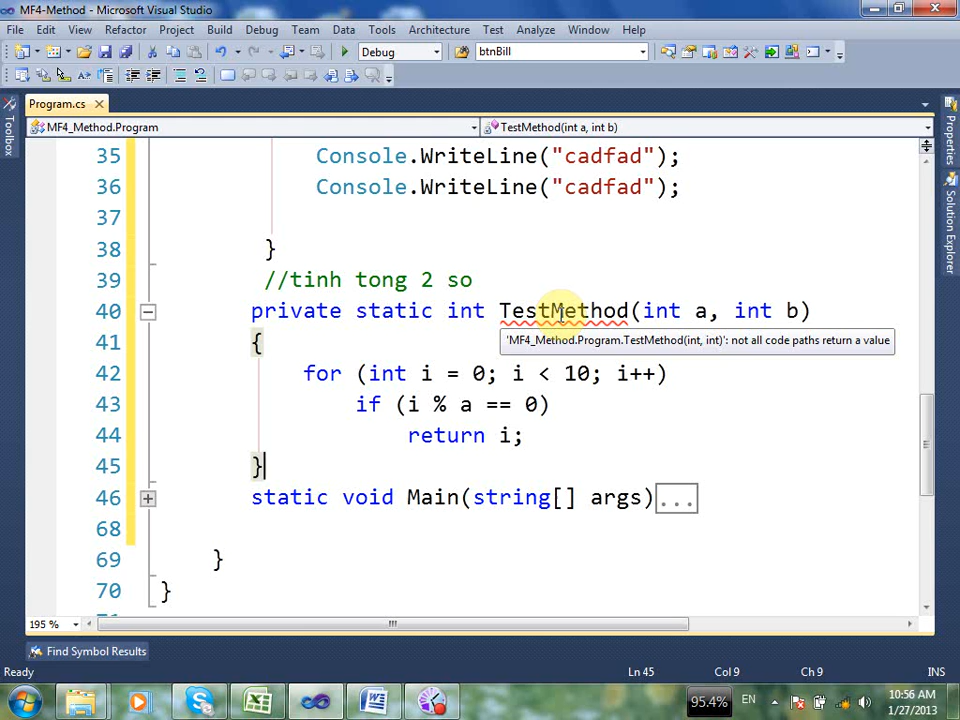 MF4-Method - Microsoft Visual Studio
File Edit View Refactor Project Build Debug Team Data Tools Architecture Test Analyze Window Help
Debug btnBill
Program.cs
MF4_Method.Program TestMethod(int a, int b)
Toolbox
Properties
Solution Explorer
35 Console.WriteLine("cadfad");
36 Console.WriteLine("cadfad");
37
38 }
39 //tinh tong 2 so
40 private static int TestMethod(int a, int b)
41 {
'MF4_Method.Program.TestMethod(int, int)': not all code paths return a value
42 for (int i = 0; i < 10; i++)
43 if (i % a == 0)
44 return i;
45 }
46 static void Main(string[] args)...
68
69 }
70 }
195 %
Find Symbol Results
Ready Ln 45 Col 9 Ch 9 INS
95.4% EN 10:56 AM
1/27/2013